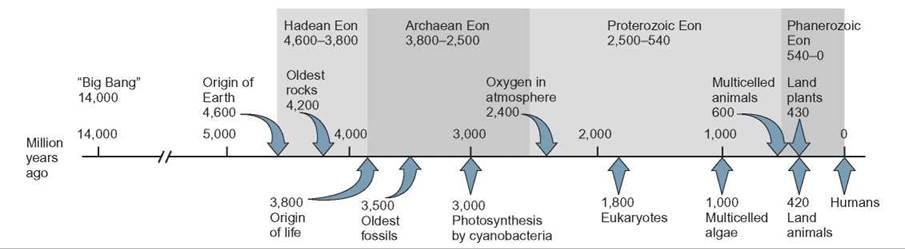 Hadean Eon
4,600–3,800
Archaean Eon
3,800–2,500
Proterozoic Eon
2,500–540
Phanerozoic
Eon
540–0
"Big Bang"
14,000
Origin of
Earth
4,600
Oldest
rocks
4,200
Oxygen in
atmosphere
2,400
Multicelled
animals
600
Land
plants
430
Million
years
ago
14,000
5,000
4,000
3,000
2,000
1,000
0
3,800
Origin
of life
3,500
Oldest
fossils
3,000
Photosynthesis
by cyanobacteria
1,800
Eukaryotes
1,000
Multicelled
algae
420
Land
animals
Humans